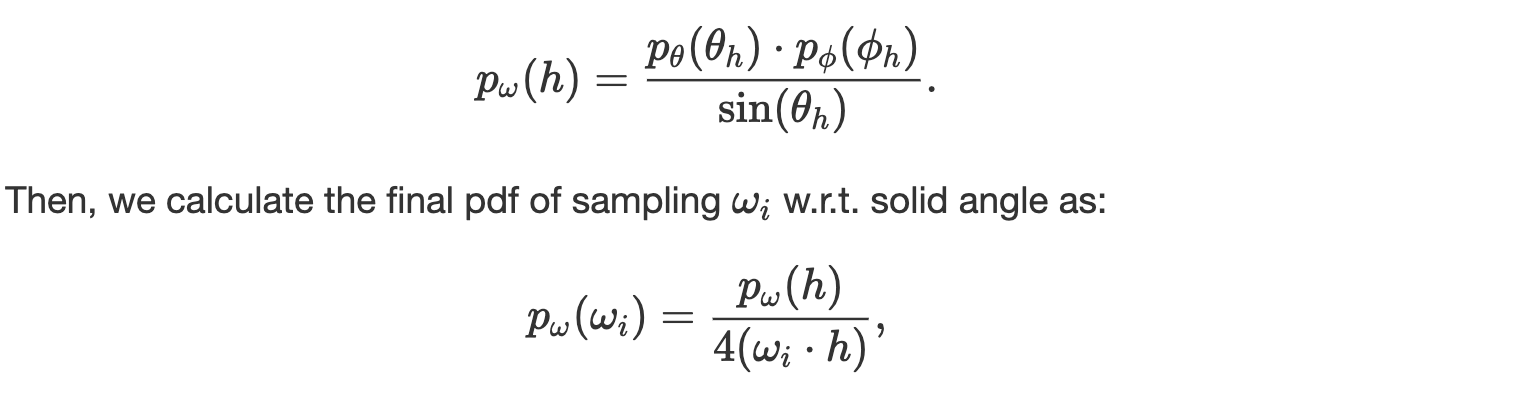 $$p_\omega(h) = \frac{p_\theta(\theta_h) \cdot p_\phi(\phi_h)}{\sin(\theta_h)}.$$
Then, we calculate the final pdf of sampling $\omega_i$ w.r.t. solid angle as:
$$p_\omega(\omega_i) = \frac{p_\omega(h)}{4(\omega_i \cdot h)},$$